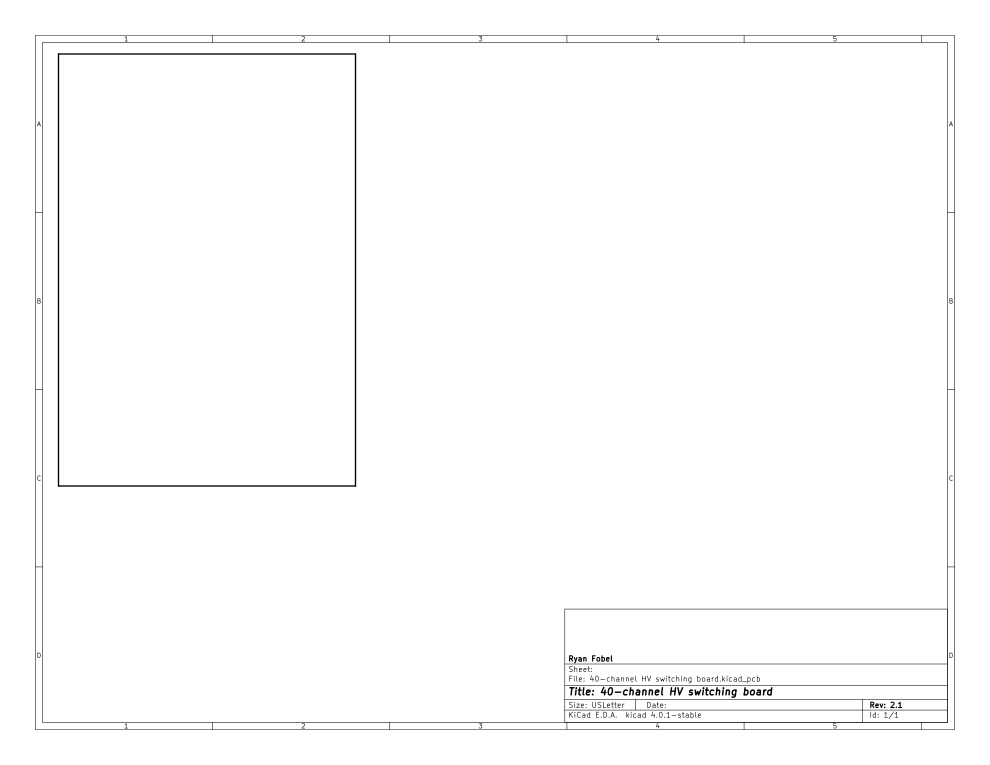 1 2 3 4 5
A A
B B
C C
D D
Ryan Fobel
Sheet:
File: 40-channel HV switching board.kicad_pcb
Title: 40-channel HV switching board
Size: USLetter Date: Rev: 2.1
KiCad E.D.A. kicad 4.0.1-stable Id: 1/1
1 2 3 4 5